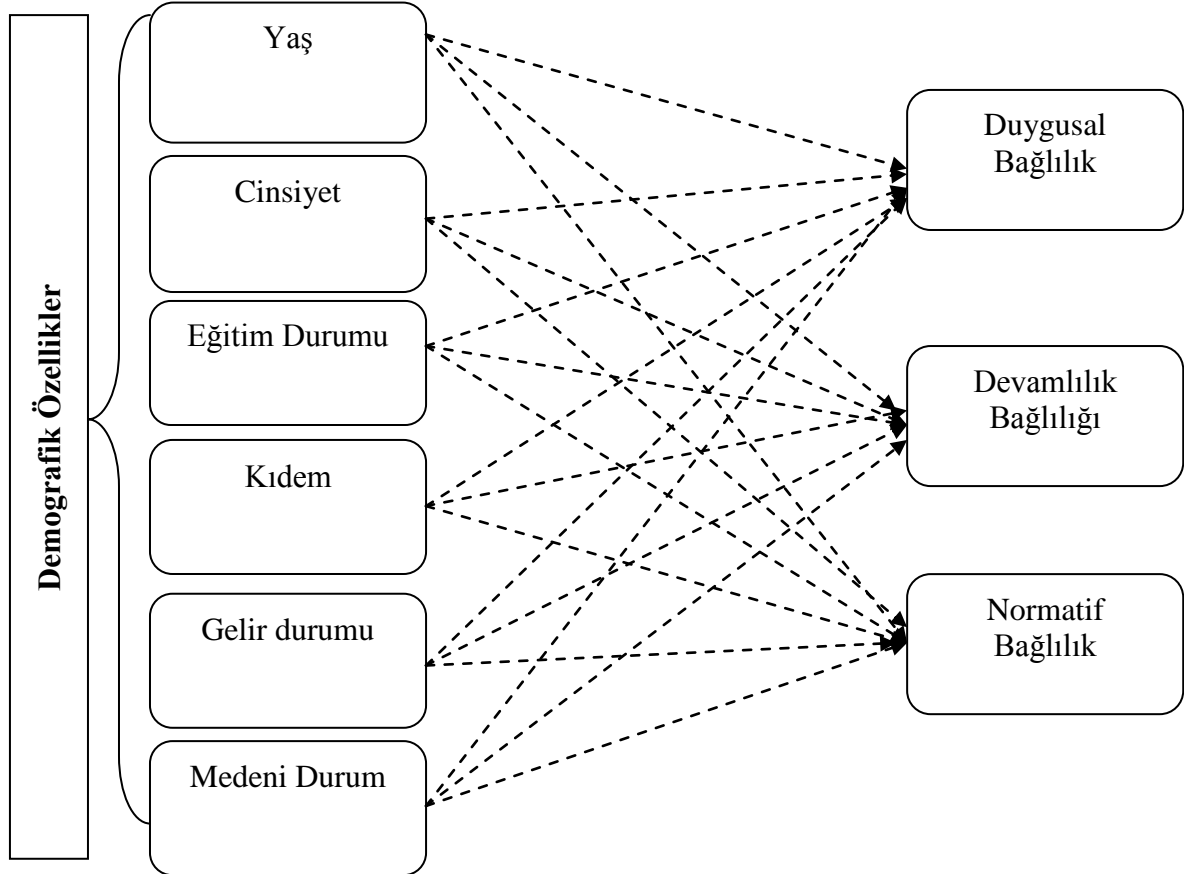 Demografik Özellikler
Yaş
Cinsiyet
Eğitim Durumu
Kıdem
Gelir durumu
Medeni Durum
Duygusal
Bağlılık
Devamlılık
Bağlılığı
Normatif
Bağlılık